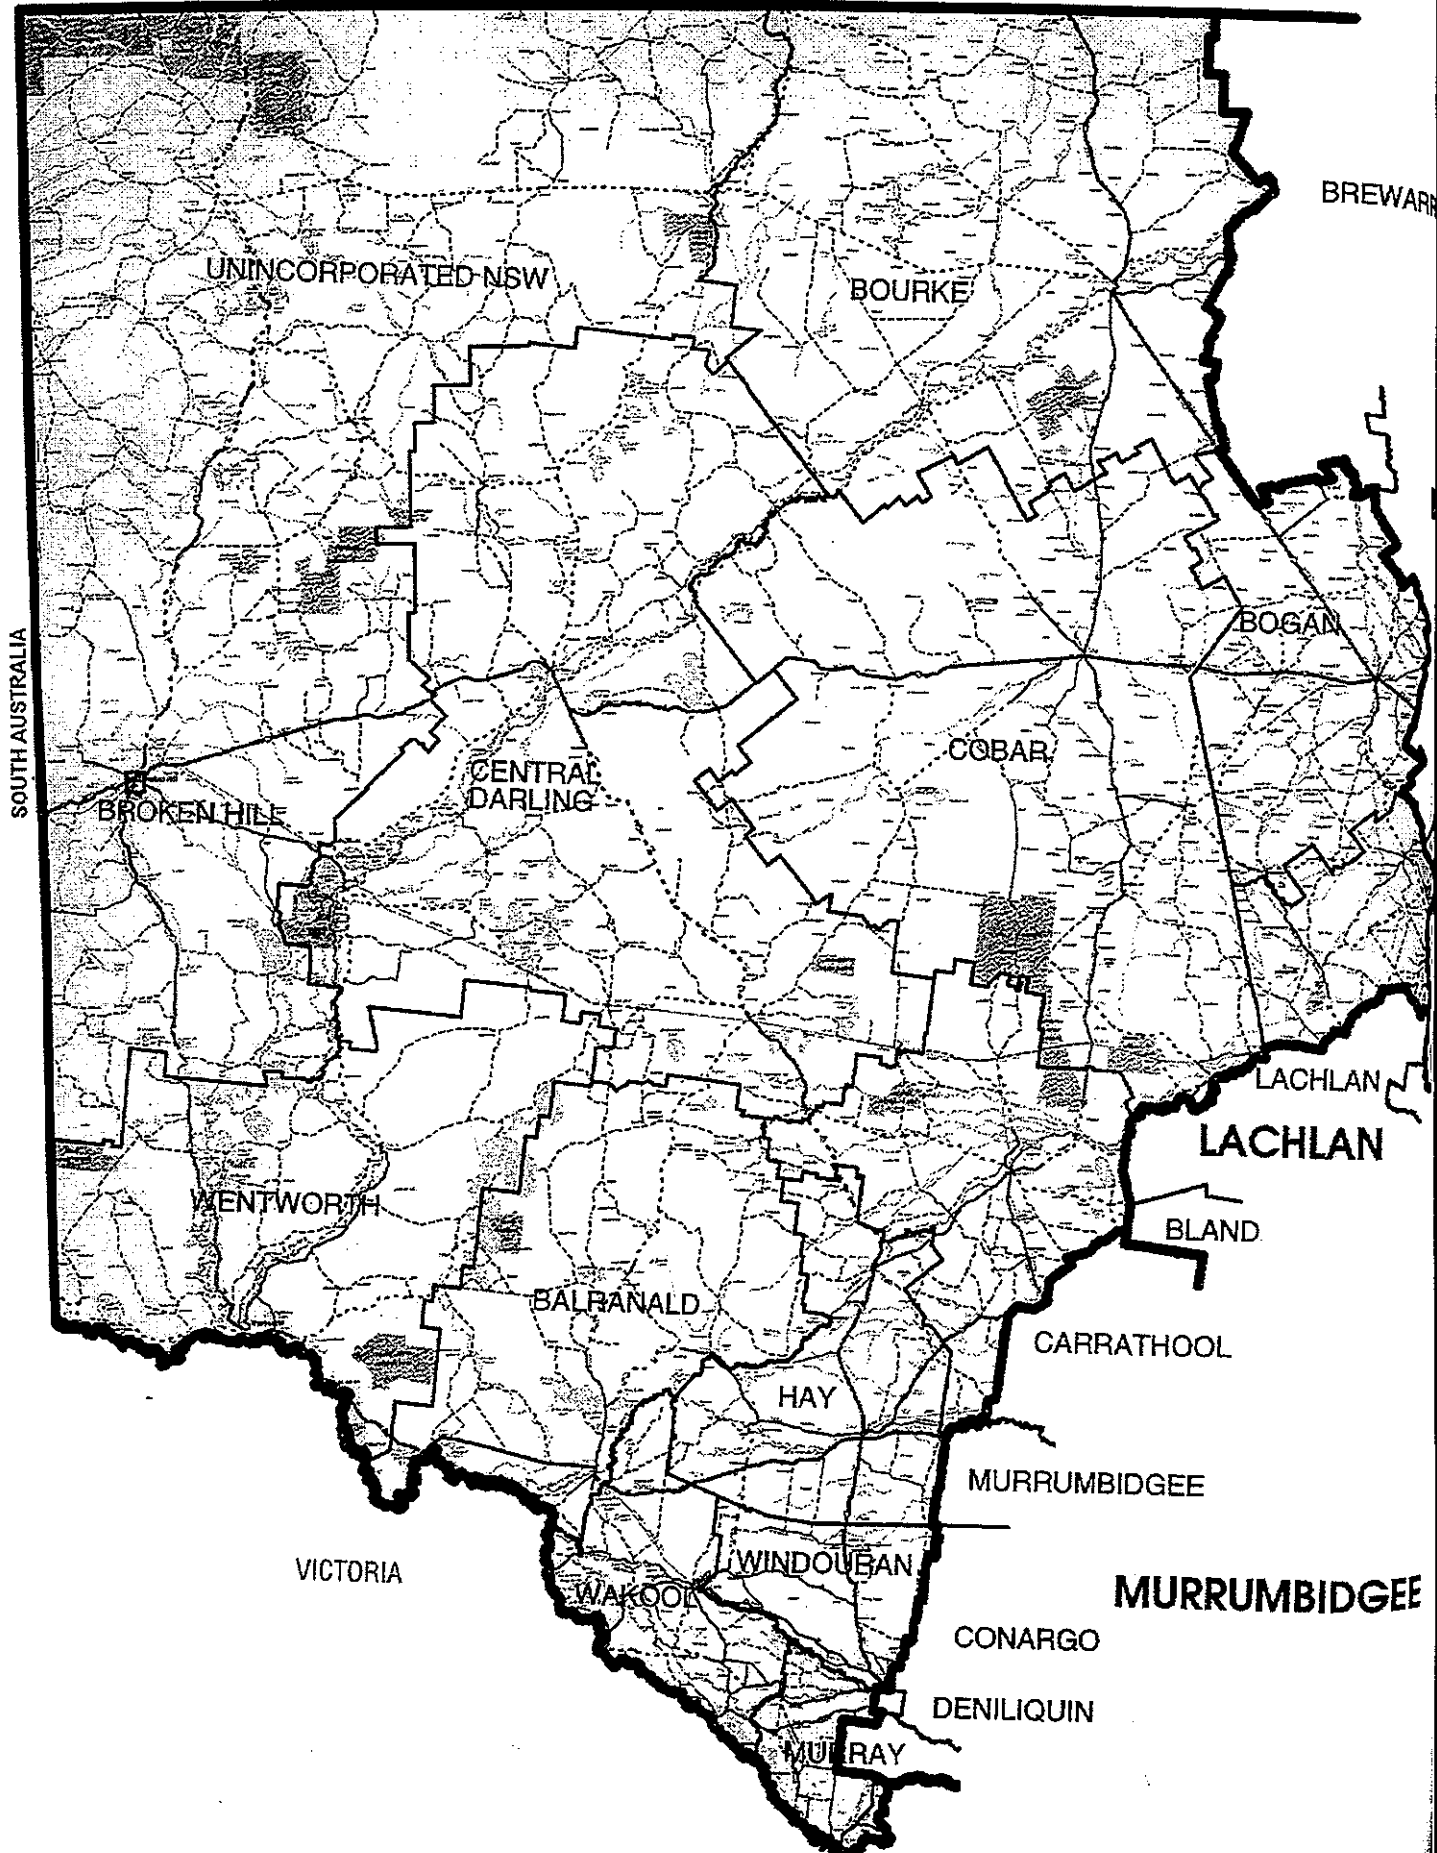 BREWARR
UNINCORPORATED NSW
BOURKE
SOUTH AUSTRALIA
BOGAN
COBAR
CENTRAL
DARLING
BROKEN HILL
LACHLAN
LACHLAN
WENTWORTH
BLAND
BALRANALD
CARRATHOOL
HAY
MURRUMBIDGEE
WINDOURAN
VICTORIA
WAKOOL
MURRUMBIDGEE
CONARGO
DENILIQUIN
MURRAY